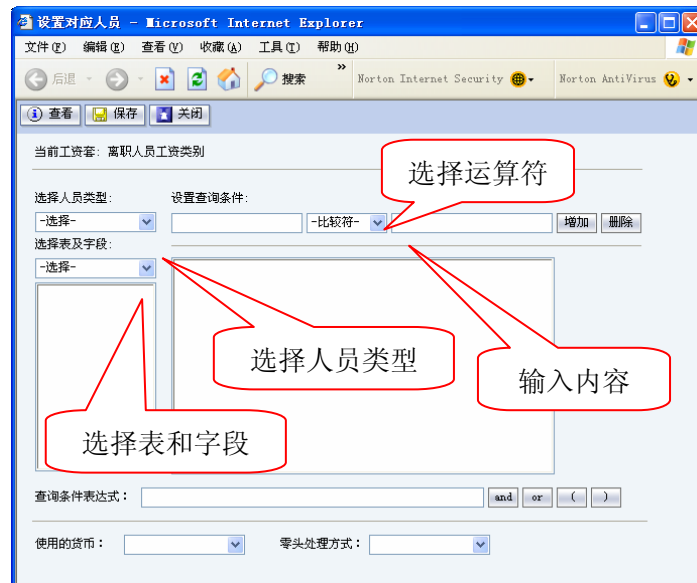 设置对应人员 - Microsoft Internet Explorer
文件(F) 编辑(E) 查看(V) 收藏(A) 工具(T) 帮助(H)
后退 搜索 » Norton Internet Security Norton AntiVirus
查看 保存 关闭
当前工资套: 离职人员工资类别
选择运算符
选择人员类型: 设置查询条件:
-选择- -比较符- 增加 删除
选择表及字段:
-选择-
选择人员类型
输入内容
选择表和字段
查询条件表达式: and or ( )
使用的货币: 零头处理方式: